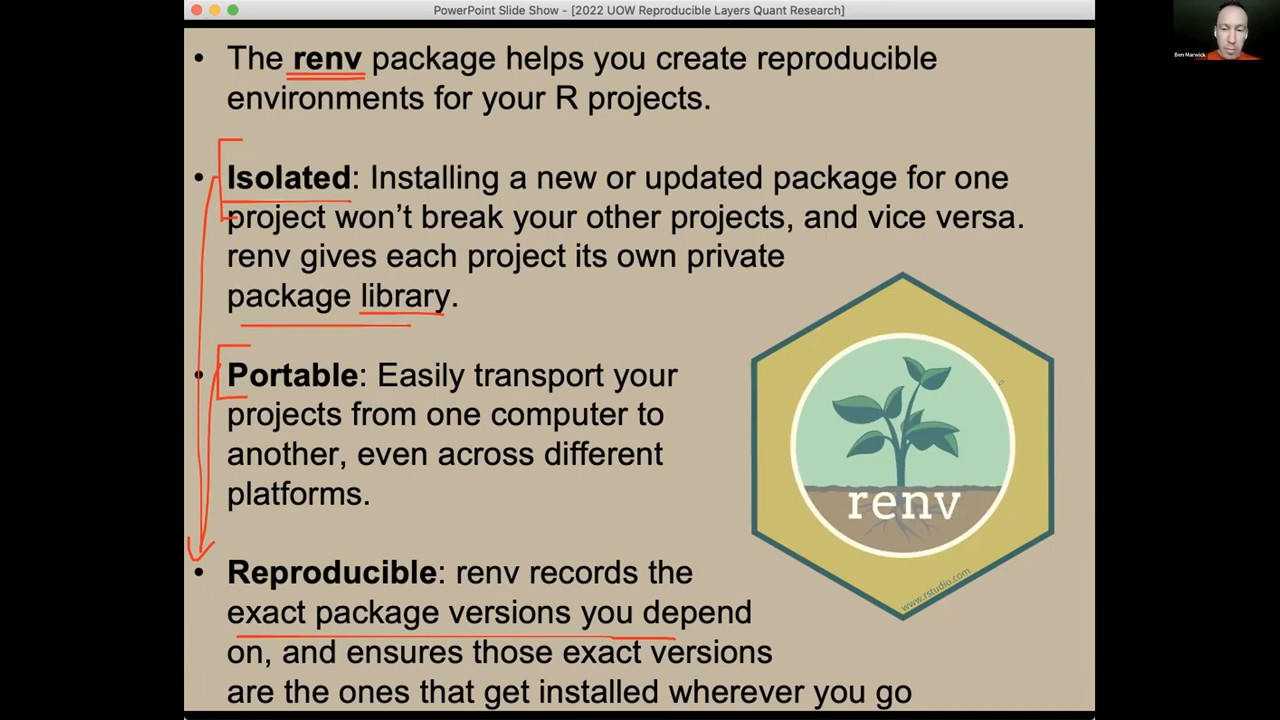 PowerPoint Slide Show - [2022 UOW Reproducible Layers Quant Research]
Ben Marwick
• The renv package helps you create reproducible
environments for your R projects.
• Isolated: Installing a new or updated package for one
project won’t break your other projects, and vice versa.
renv gives each project its own private
package library.
• Portable: Easily transport your
projects from one computer to
another, even across different
platforms.
renv
www.rstudio.com
• Reproducible: renv records the
exact package versions you depend
on, and ensures those exact versions
are the ones that get installed wherever you go